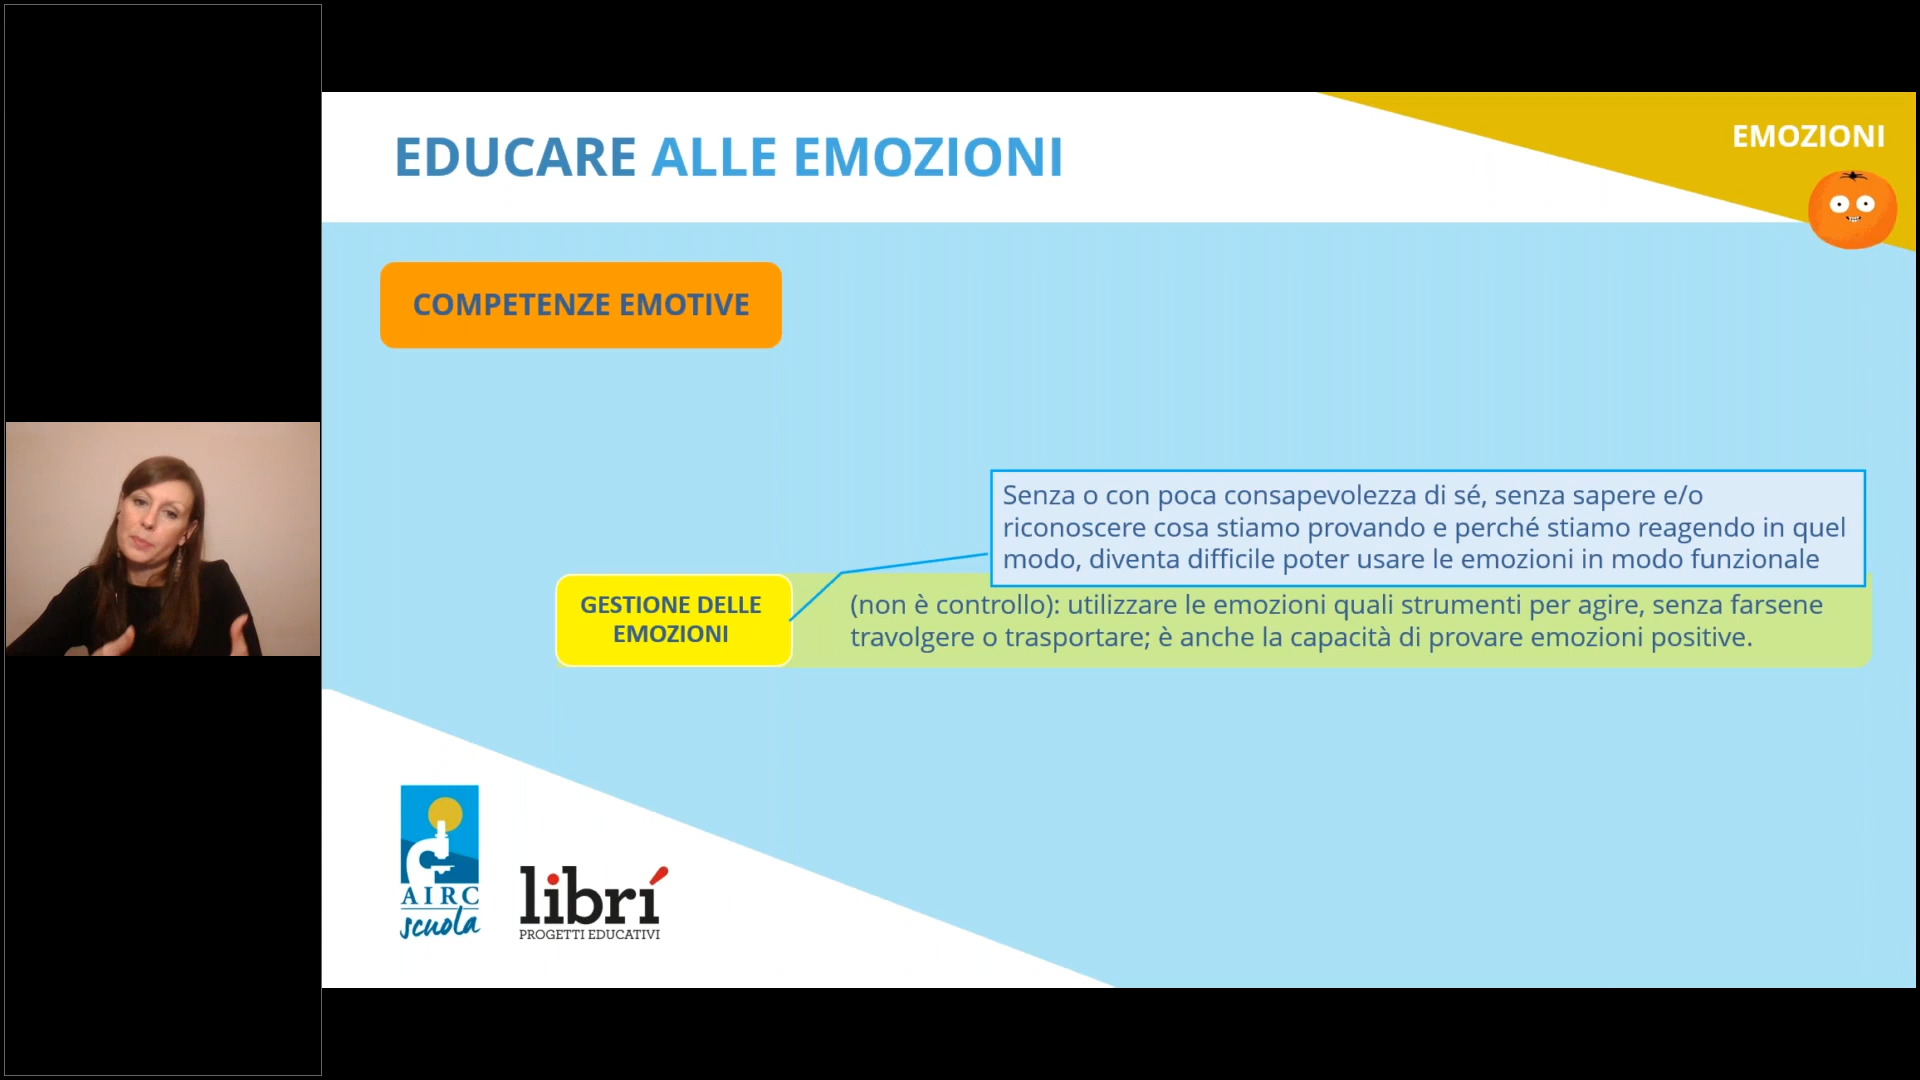 EDUCARE ALLE EMOZIONI
EMOZIONI
COMPETENZE EMOTIVE
Senza o con poca consapevolezza di sé, senza sapere e/o
riconoscere cosa stiamo provando e perché stiamo reagendo in quel
modo, diventa difficile poter usare le emozioni in modo funzionale
GESTIONE DELLE
EMOZIONI
(non è controllo): utilizzare le emozioni quali strumenti per agire, senza farsene
travolgere o trasportare; è anche la capacità di provare emozioni positive.
AIRC
scuola
librí
PROGETTI EDUCATIVI